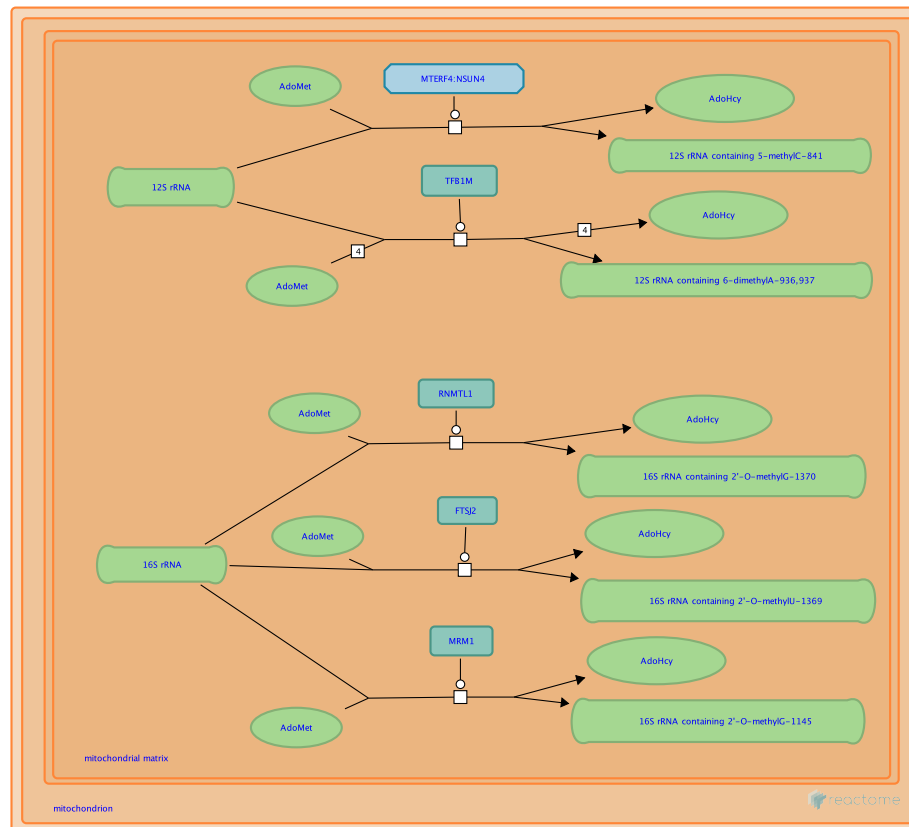 MTERF4:NSUN4
AdoMet
AdoHcy
12S rRNA containing 5-methylC-841
TFB1M
12S rRNA
AdoHcy
4
4
12S rRNA containing 6-dimethylA-936,937
AdoMet
RNMTL1
AdoMet
AdoHcy
16S rRNA containing 2'-O-methylG-1370
FTSJ2
AdoMet
AdoHcy
16S rRNA
16S rRNA containing 2'-O-methylU-1369
MRM1
AdoHcy
AdoMet
16S rRNA containing 2'-O-methylG-1145
mitochondrial matrix
reactome
mitochondrion